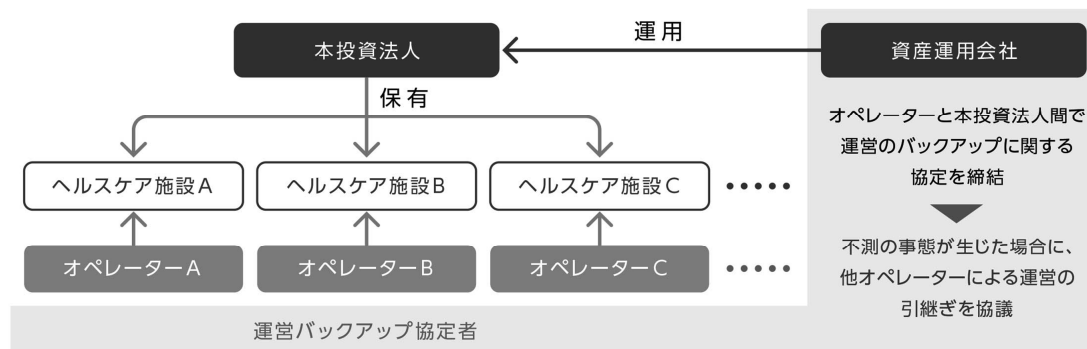 運用
本投資法人
資産運用会社
保有
オペレーターと本投資法人間で
運営のバックアップに関する
協定を締結
ヘルスケア施設A
ヘルスケア施設B
ヘルスケア施設C
•••••
不測の事態が生じた場合に、
他オペレーターによる運営の
引継ぎを協議
オペレーターA
オペレーターB
オペレーターC
•••••
運営バックアップ協定者